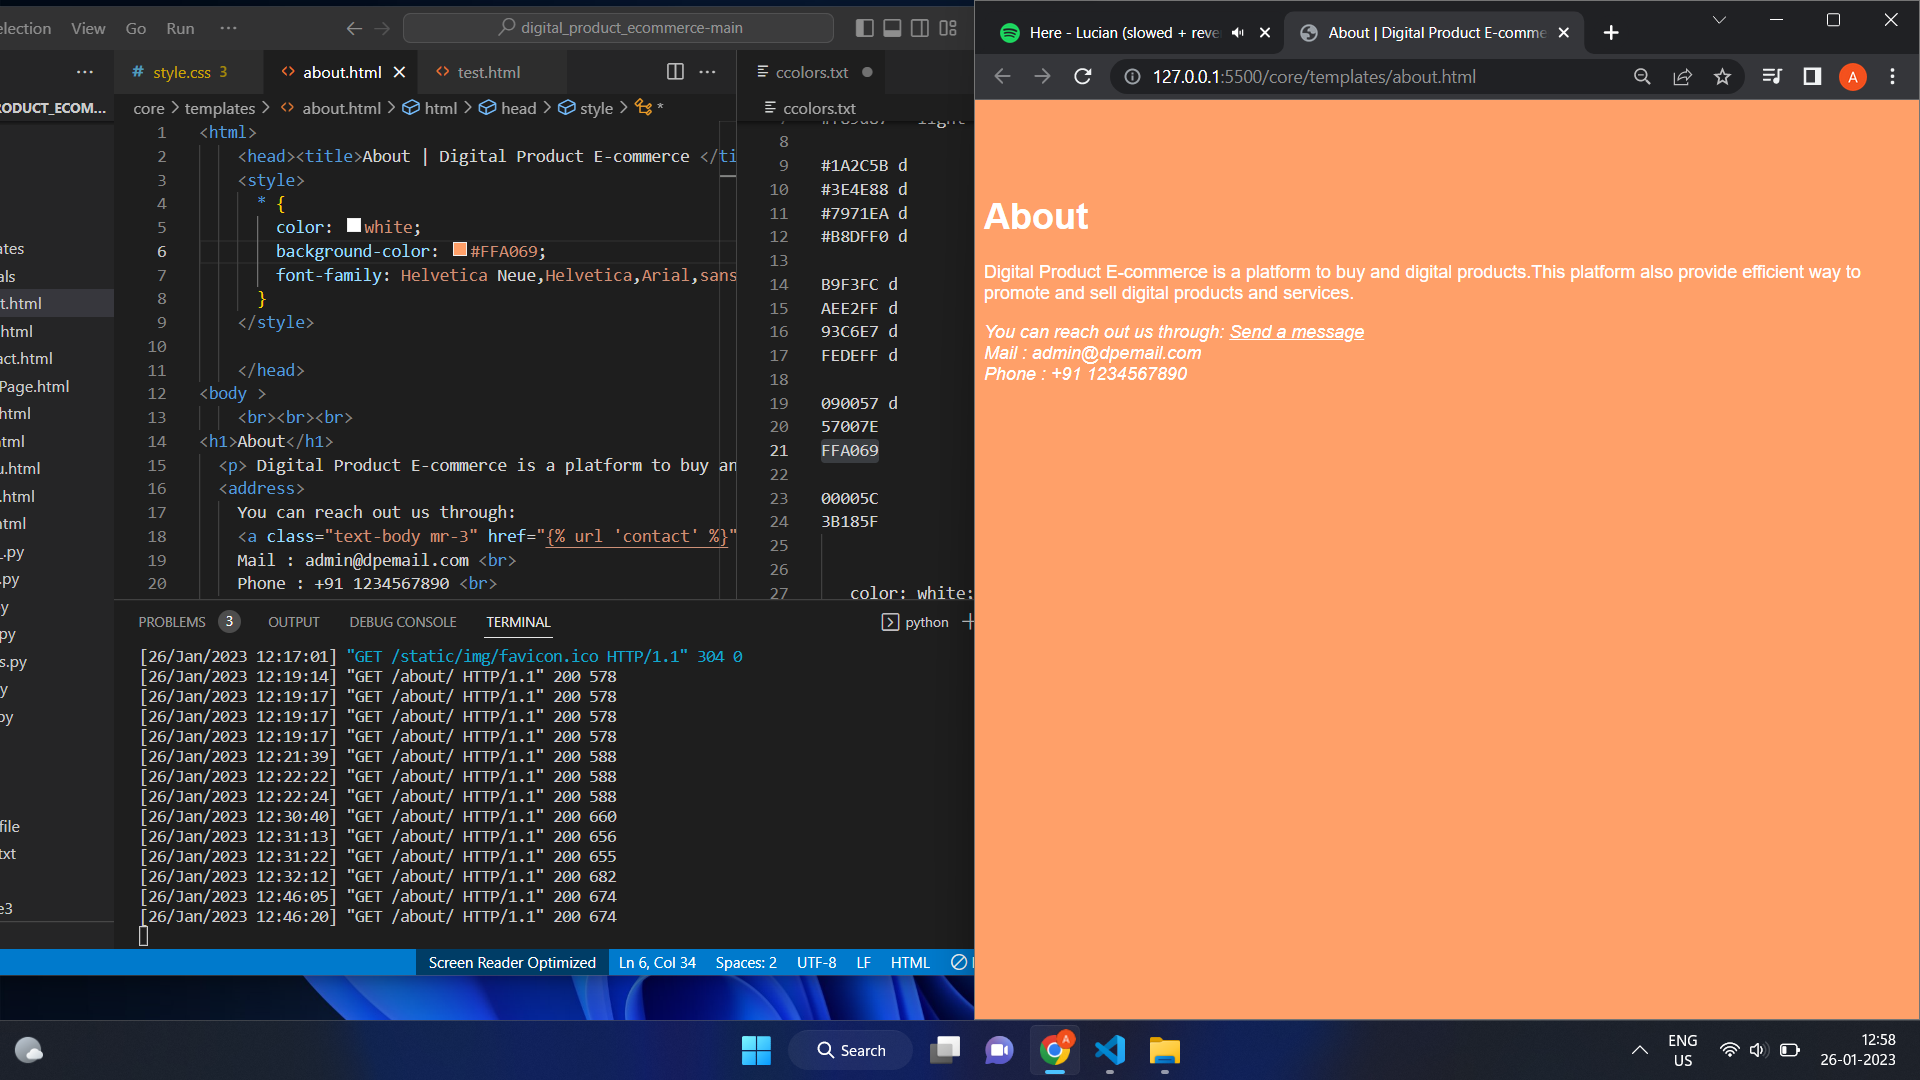 election View Go Run ···
digital_product_ecommerce-main
RODUCT_ECOM...
ates
als
t.html
html
act.html
Page.html
html
tml
u.html
.html
tml
_.py
.py
y
py
s.py
y
py
file
txt
e3
# style.css 3
<> about.html
<> test.html
core > templates > <> about.html > html > head > style > *
1 <html>
2 <head><title>About | Digital Product E-commerce </ti
3 <style>
4 * {
5 color: white;
6 background-color: #FFA069;
7 font-family: Helvetica Neue,Helvetica,Arial,sans
8 }
9 </style>
10
11 </head>
12 <body >
13 <br><br><br>
14 <h1>About</h1>
15 <p> Digital Product E-commerce is a platform to buy an
16 <address>
17 You can reach out us through:
18 <a class="text-body mr-3" href="{% url 'contact' %}"
19 Mail : admin@dpemail.com <br>
20 Phone : +91 1234567890 <br>
ccolors.txt
ccolors.txt
8
9 #1A2C5B d
10 #3E4E88 d
11 #7971EA d
12 #B8DFF0 d
13
14 B9F3FC d
15 AEE2FF d
16 93C6E7 d
17 FEDEFF d
18
19 090057 d
20 57007E
21 FFA069
22
23 00005C
24 3B185F
25
26
27 color: white;
PROBLEMS 3 OUTPUT DEBUG CONSOLE TERMINAL
python
[26/Jan/2023 12:17:01] "GET /static/img/favicon.ico HTTP/1.1" 304 0
[26/Jan/2023 12:19:14] "GET /about/ HTTP/1.1" 200 578
[26/Jan/2023 12:19:17] "GET /about/ HTTP/1.1" 200 578
[26/Jan/2023 12:19:17] "GET /about/ HTTP/1.1" 200 578
[26/Jan/2023 12:19:17] "GET /about/ HTTP/1.1" 200 578
[26/Jan/2023 12:21:39] "GET /about/ HTTP/1.1" 200 588
[26/Jan/2023 12:22:22] "GET /about/ HTTP/1.1" 200 588
[26/Jan/2023 12:22:24] "GET /about/ HTTP/1.1" 200 588
[26/Jan/2023 12:30:40] "GET /about/ HTTP/1.1" 200 660
[26/Jan/2023 12:31:13] "GET /about/ HTTP/1.1" 200 656
[26/Jan/2023 12:31:22] "GET /about/ HTTP/1.1" 200 655
[26/Jan/2023 12:32:12] "GET /about/ HTTP/1.1" 200 682
[26/Jan/2023 12:46:05] "GET /about/ HTTP/1.1" 200 674
[26/Jan/2023 12:46:20] "GET /about/ HTTP/1.1" 200 674
Screen Reader Optimized Ln 6, Col 34 Spaces: 2 UTF-8 LF HTML
Here - Lucian (slowed + reve
About | Digital Product E-comme
127.0.0.1:5500/core/templates/about.html
A
About
Digital Product E-commerce is a platform to buy and digital products.This platform also provide efficient way to
promote and sell digital products and services.
You can reach out us through: Send a message
Mail : admin@dpemail.com
Phone : +91 1234567890
Search
A
ENG
US
12:58
26-01-2023